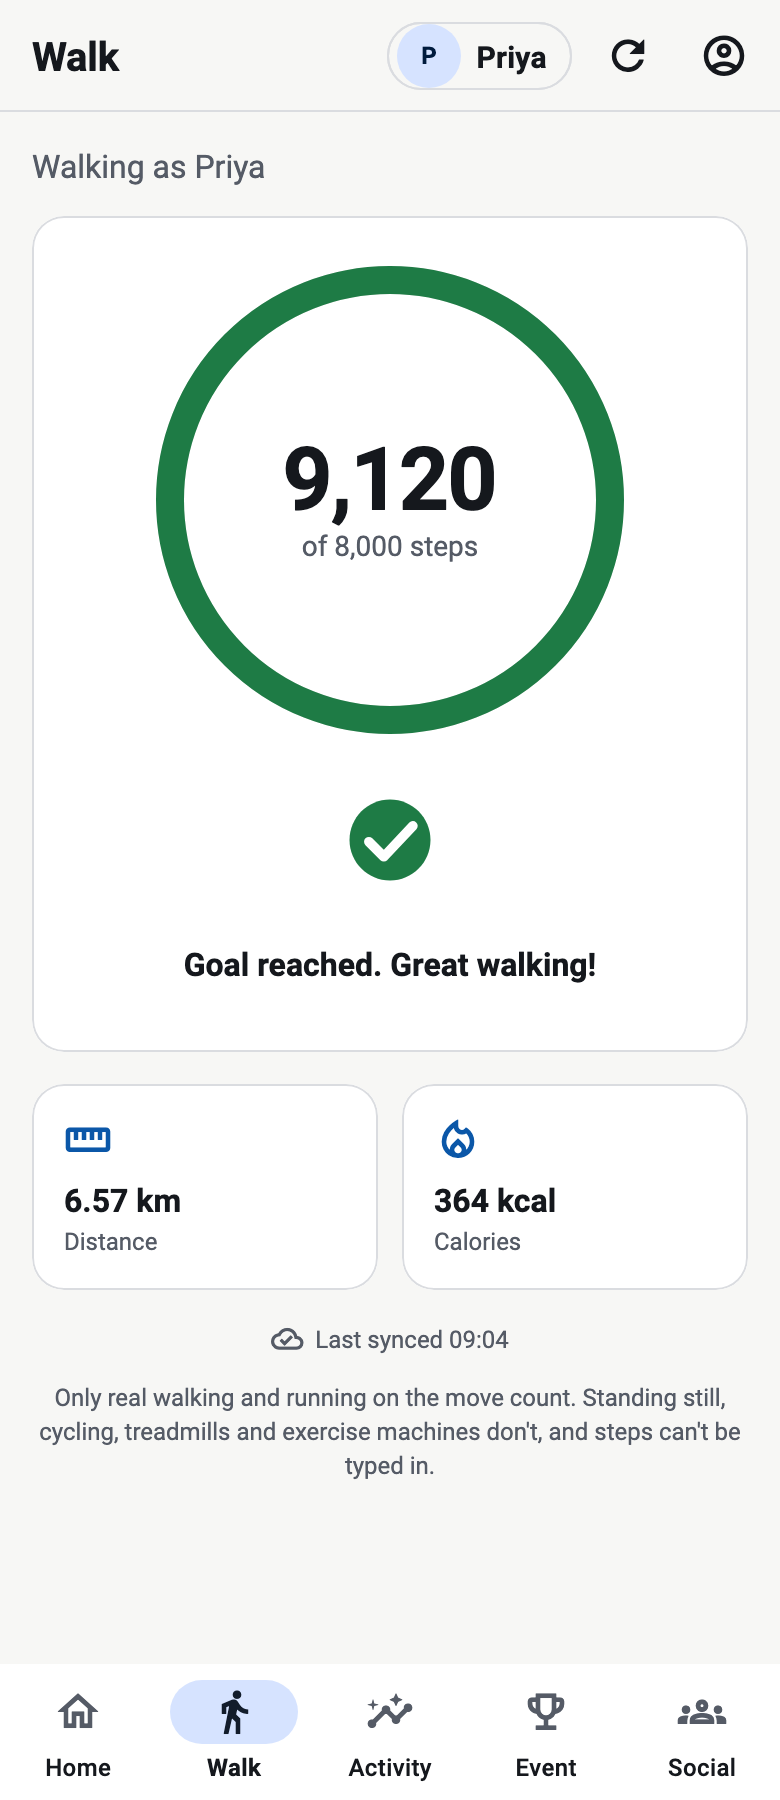 Walk
P
Priya
Walking as Priya
9,120
of 8,000 steps
Goal reached. Great walking!
6.57 km
Distance
364 kcal
Calories
Last synced 09:04
Only real walking and running on the move count. Standing still,
cycling, treadmills and exercise machines don't, and steps can't be
typed in.
Home
Walk
Activity
Event
Social